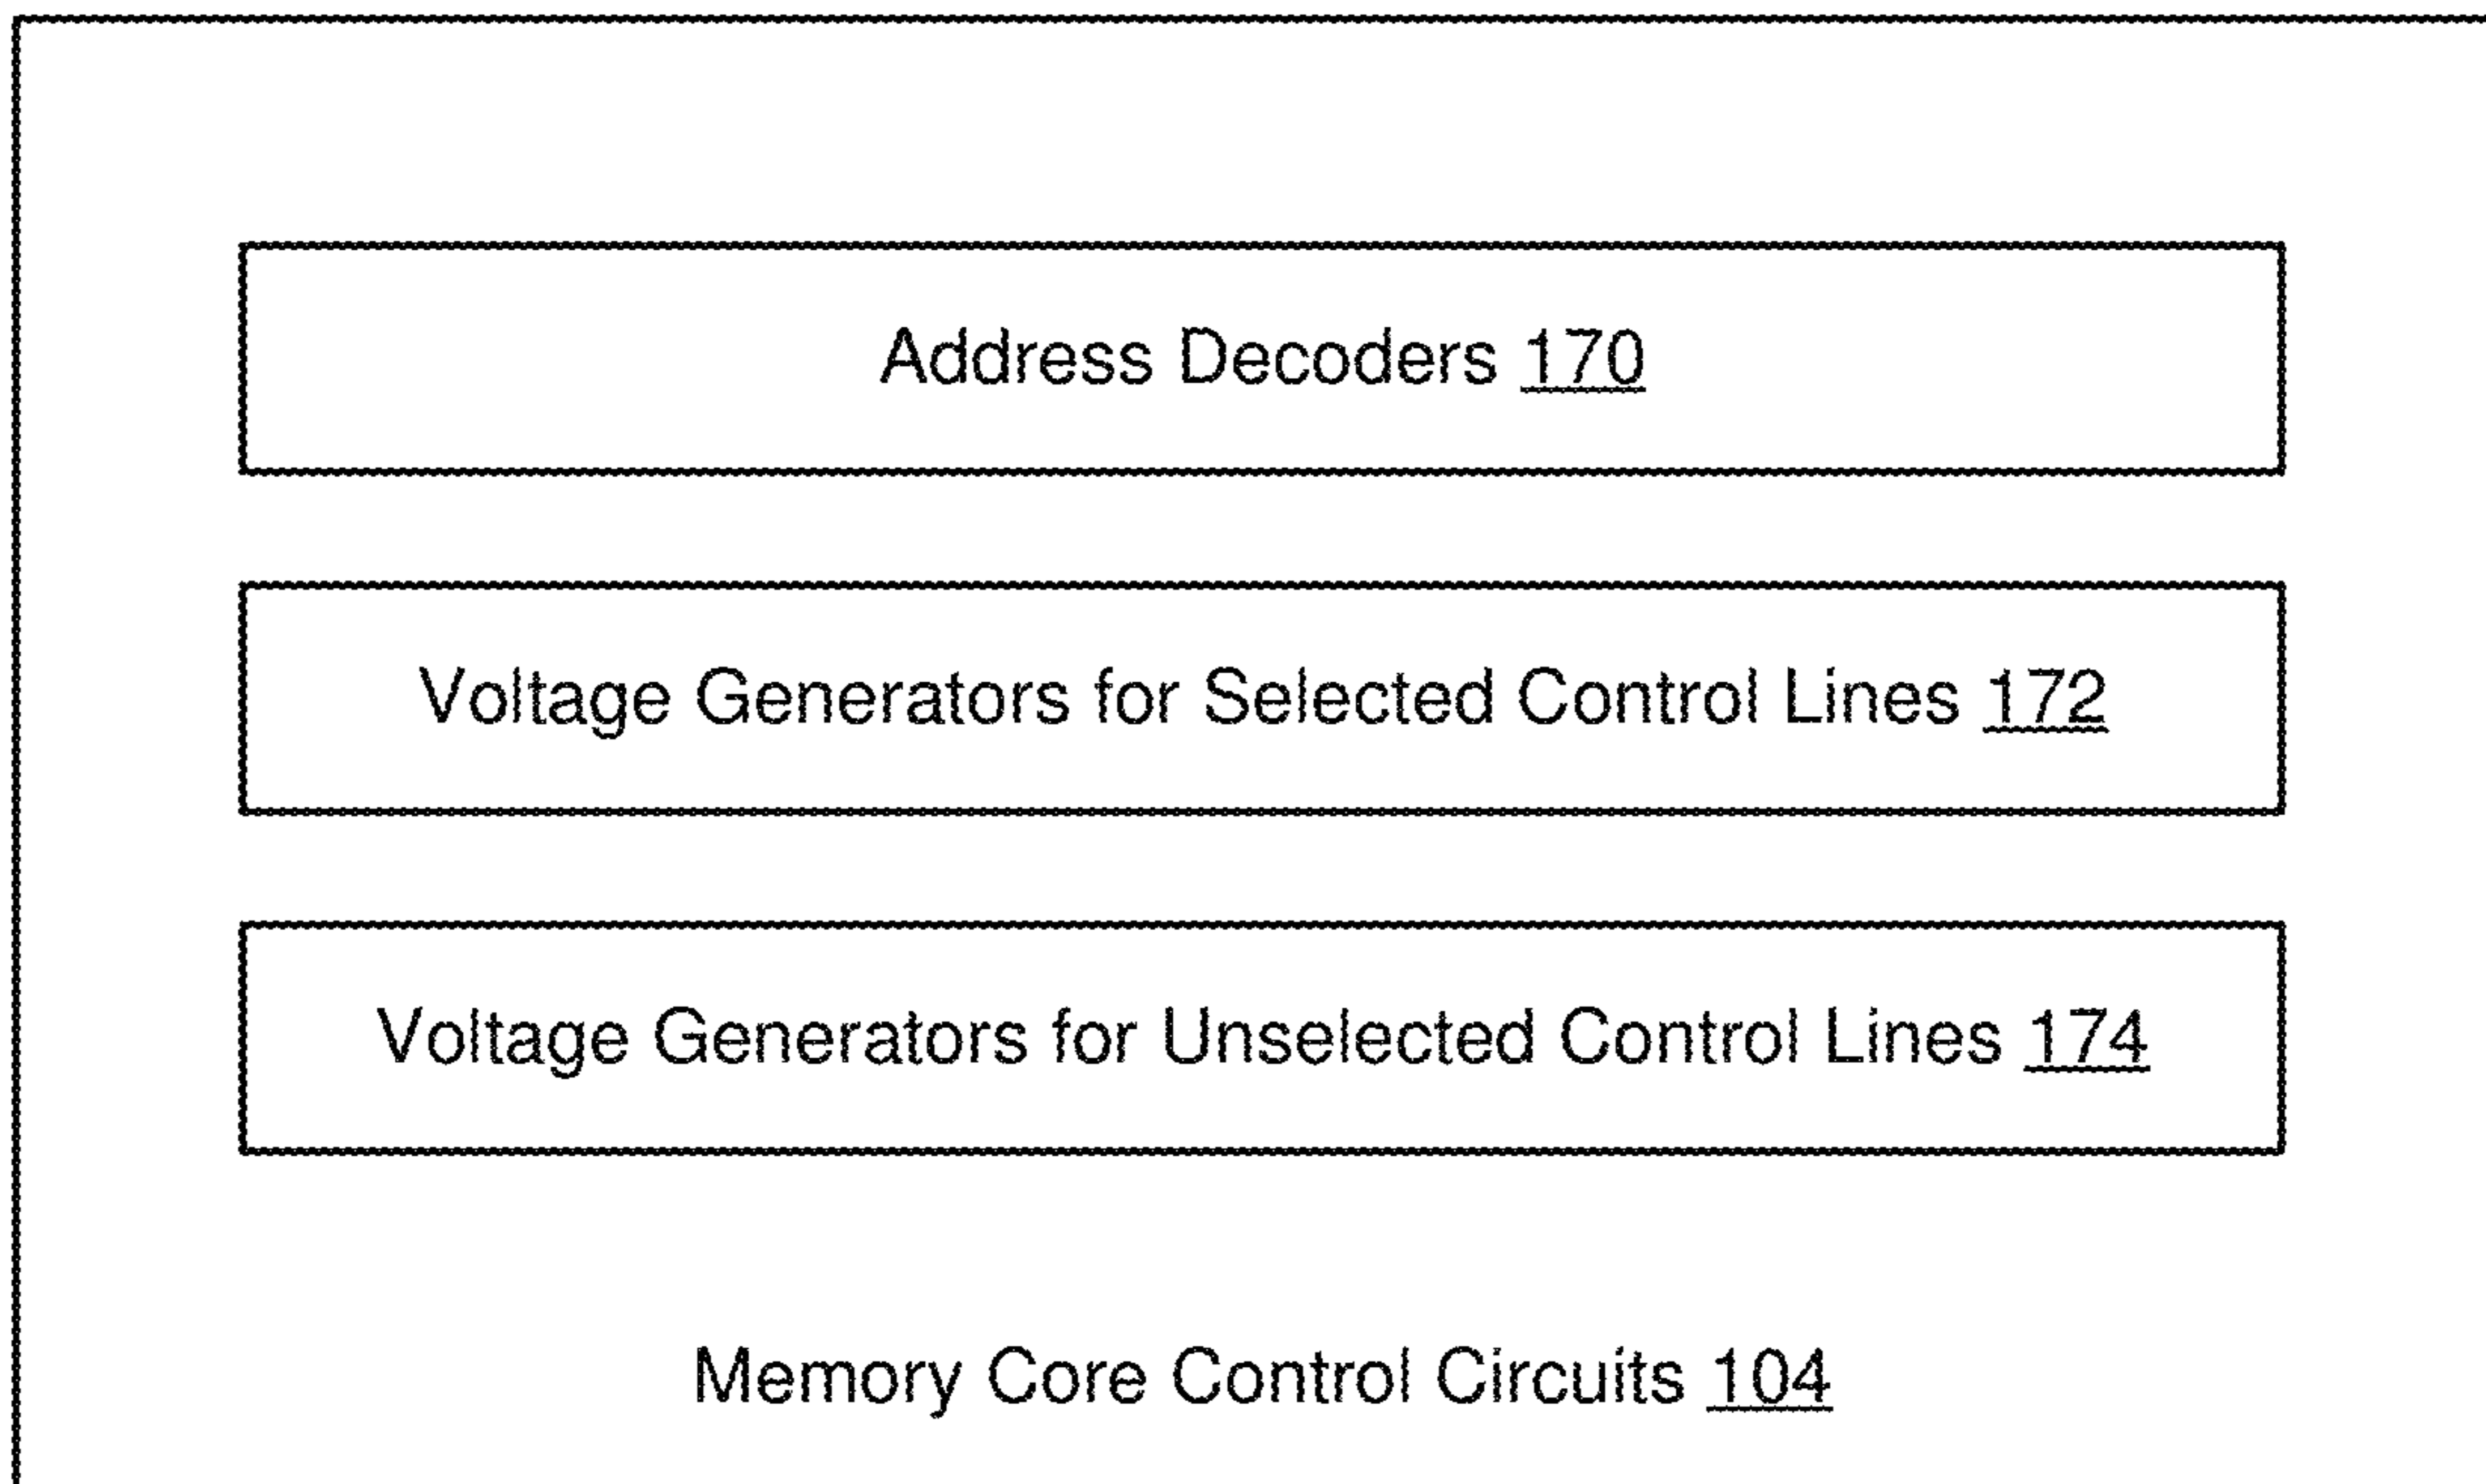 Address Decoders 170
Voltage Generators for Selected Control Lines 172
Voltage Generators for Unselected Control Lines 174
Memory Core Control Circuits 104